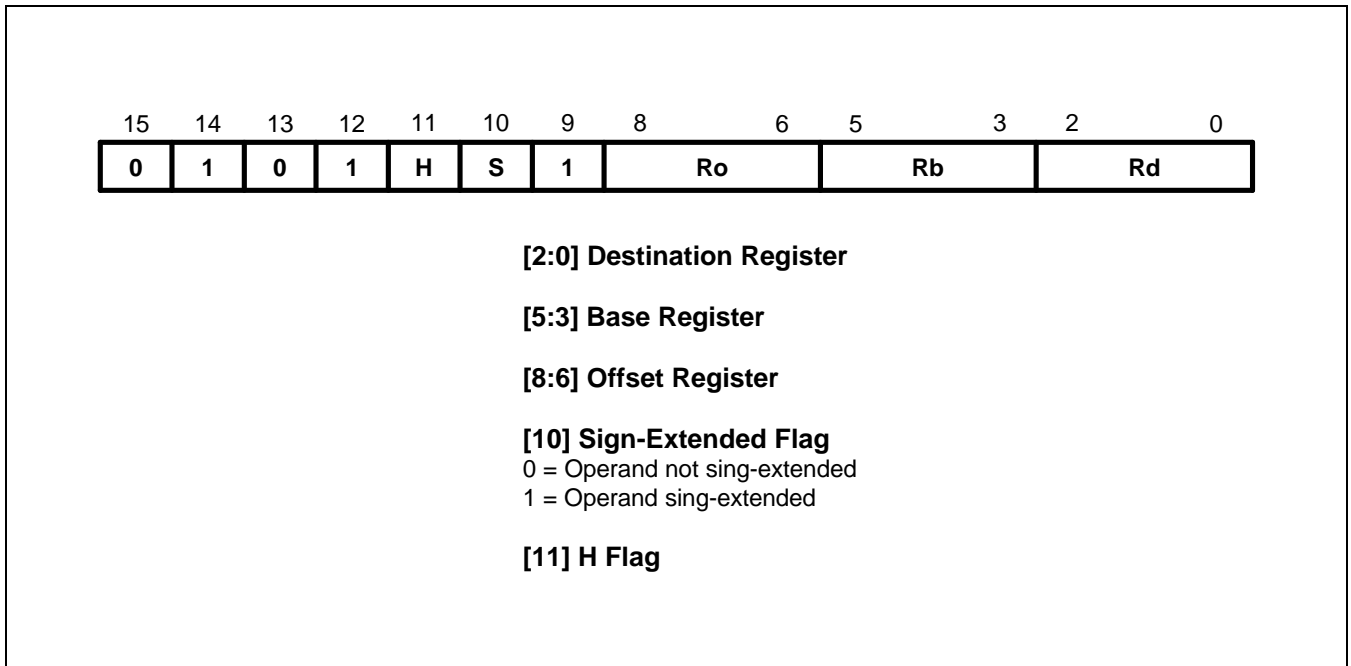 15 14 13 12 11 10 9 8 6 5 3 2 0
0 1 0 1 H S 1 Ro Rb Rd
[2:0] Destination Register
[5:3] Base Register
[8:6] Offset Register
[10] Sign-Extended Flag
0 = Operand not sing-extended
1 = Operand sing-extended
[11] H Flag